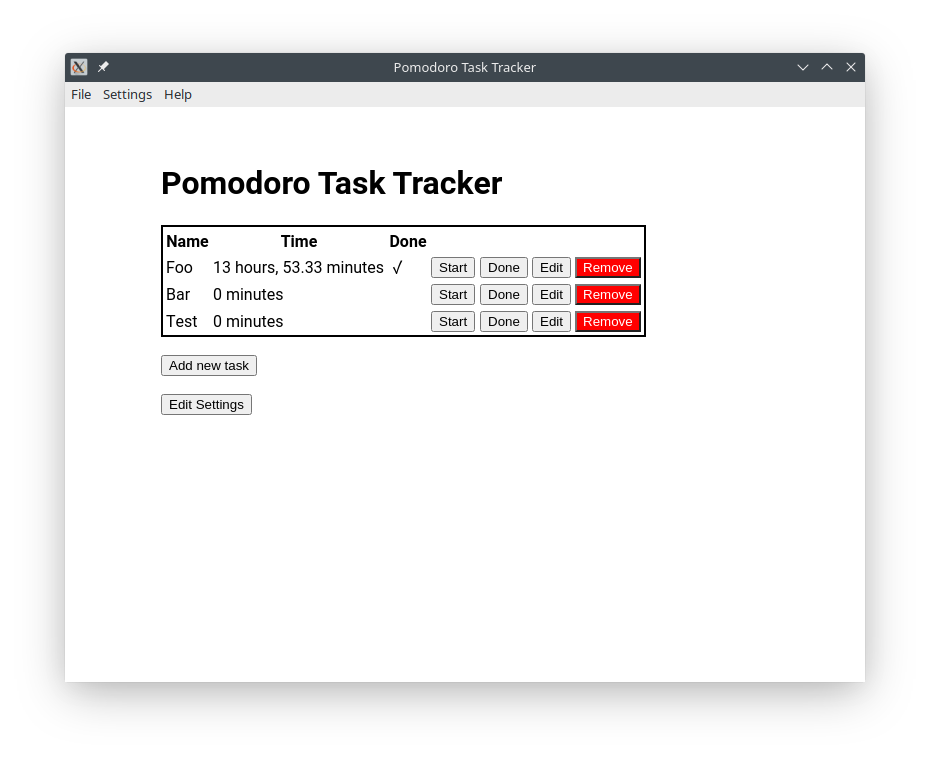 Pomodoro Task Tracker
File Settings Help
Pomodoro Task Tracker
Name Time Done
Foo 13 hours, 53.33 minutes √ Start Done Edit Remove
Bar 0 minutes Start Done Edit Remove
Test 0 minutes Start Done Edit Remove
Add new task
Edit Settings